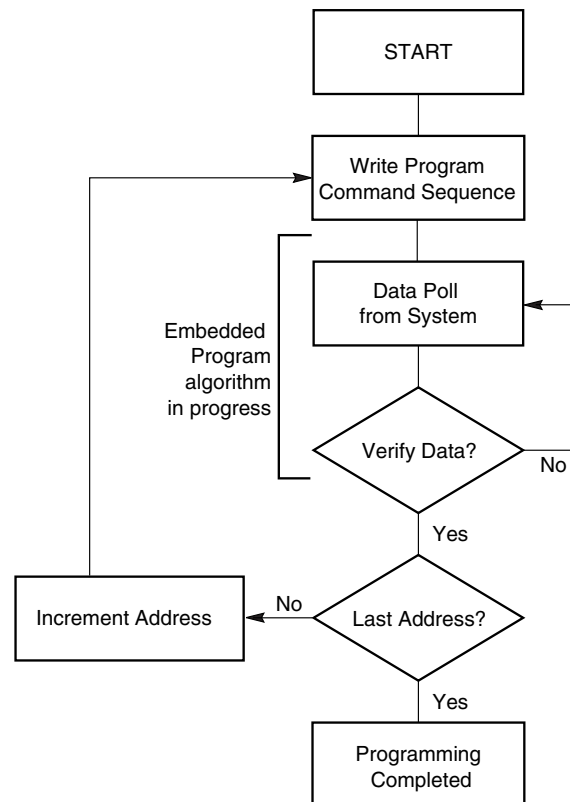 START
Write Program
Command Sequence
Data Poll
from System
Embedded
Program
algorithm
in progress
Verify Data?
No
Yes
Increment Address
No
Last Address?
Yes
Programming
Completed